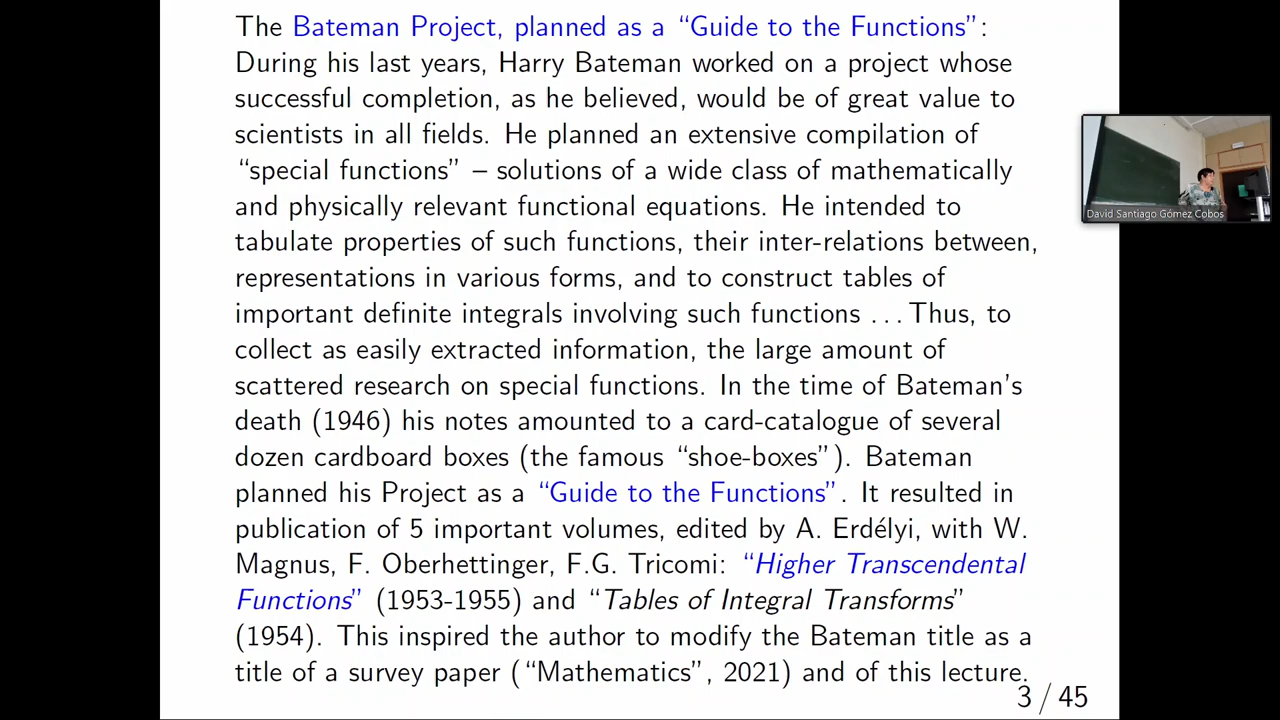 The Bateman Project, planned as a “Guide to the Functions”:
During his last years, Harry Bateman worked on a project whose
successful completion, as he believed, would be of great value to
scientists in all fields. He planned an extensive compilation of
“special functions” – solutions of a wide class of mathematically
and physically relevant functional equations. He intended to
tabulate properties of such functions, their inter-relations between,
representations in various forms, and to construct tables of
important definite integrals involving such functions ... Thus, to
collect as easily extracted information, the large amount of
scattered research on special functions. In the time of Bateman’s
death (1946) his notes amounted to a card-catalogue of several
dozen cardboard boxes (the famous “shoe-boxes”). Bateman
planned his Project as a “Guide to the Functions”. It resulted in
publication of 5 important volumes, edited by A. Erdélyi, with W.
Magnus, F. Oberhettinger, F.G. Tricomi: “Higher Transcendental
Functions” (1953-1955) and “Tables of Integral Transforms”
(1954). This inspired the author to modify the Bateman title as a
title of a survey paper (“Mathematics”, 2021) and of this lecture.
3 / 45
David Santiago Gómez Cobos